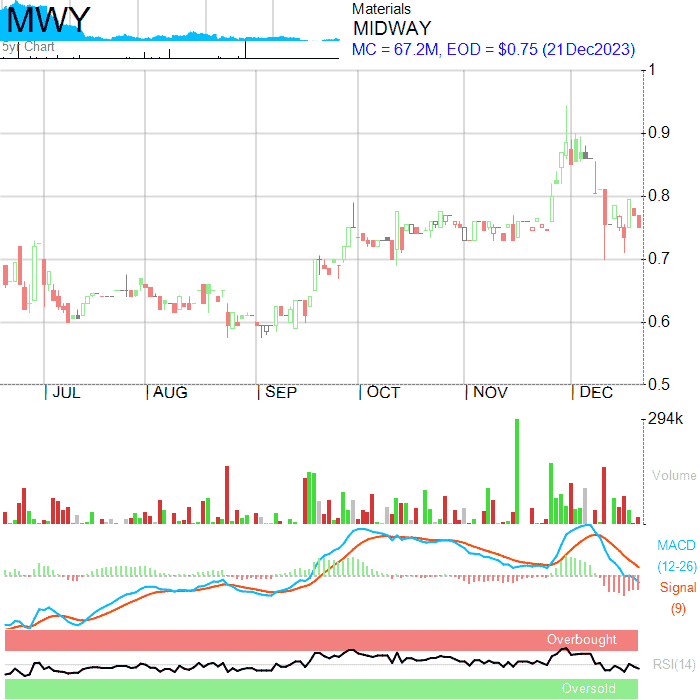 MWY
5yr Chart
Materials
MIDWAY
MC = 67.2M, EOD = $0.75 (21Dec2023)
1
0.9
0.8
0.7
0.6
0.5
| JUL | AUG | SEP | OCT | NOV | DEC
294k
Volume
MACD
(12-26)
Signal
(9)
Overbought
RSI(14)
Oversold